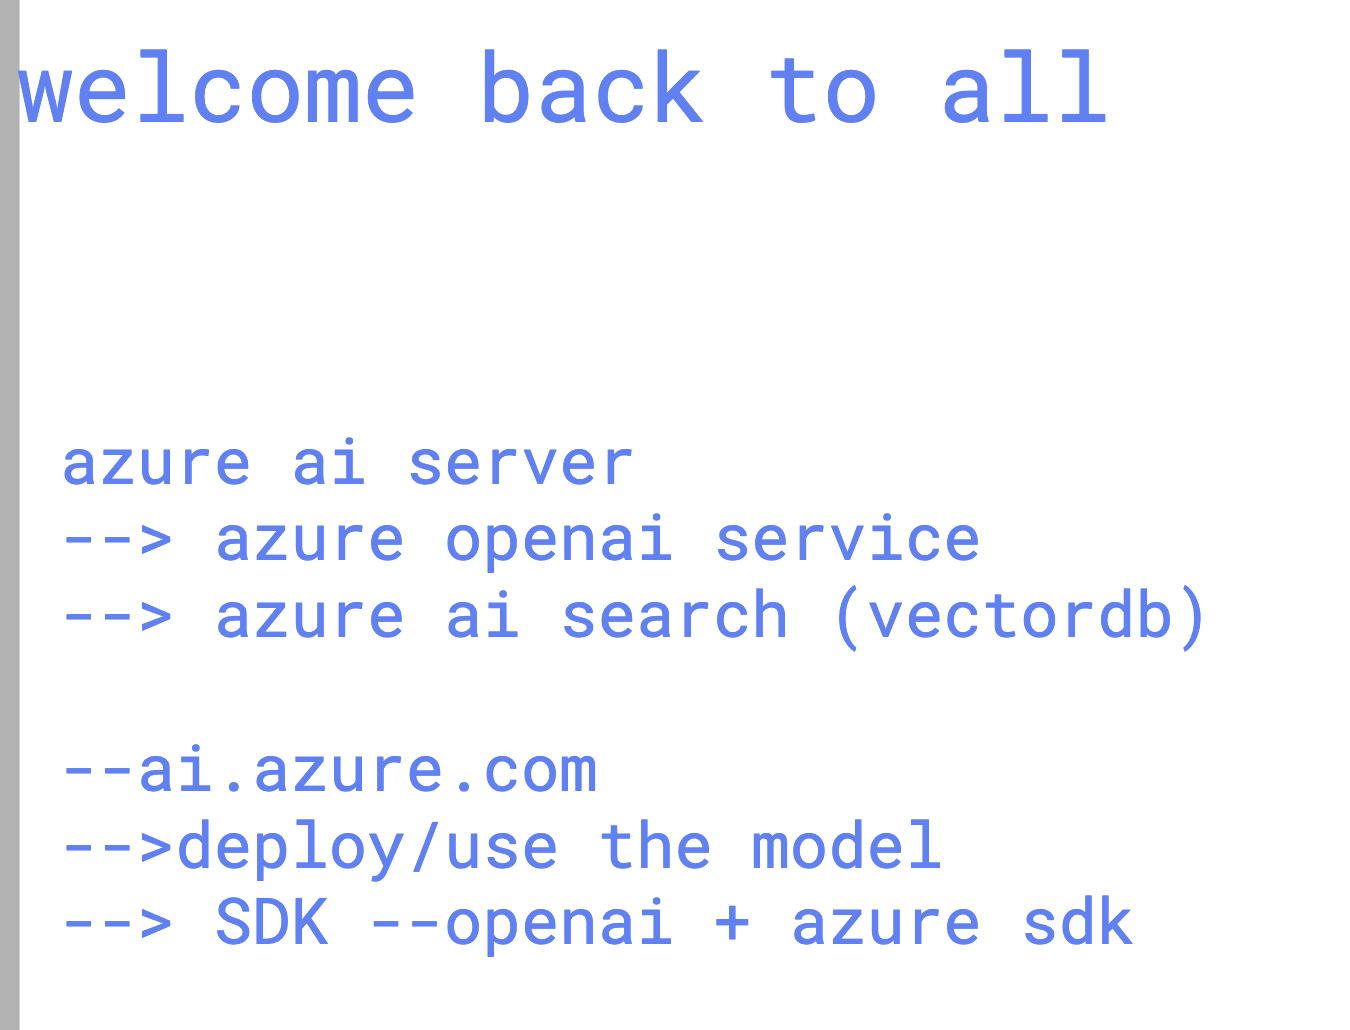 welcome back to all
azure ai server
--> azure openai service
--> azure ai search (vectordb)
--ai.azure.com
-->deploy/use the model
--> SDK --openai + azure sdk